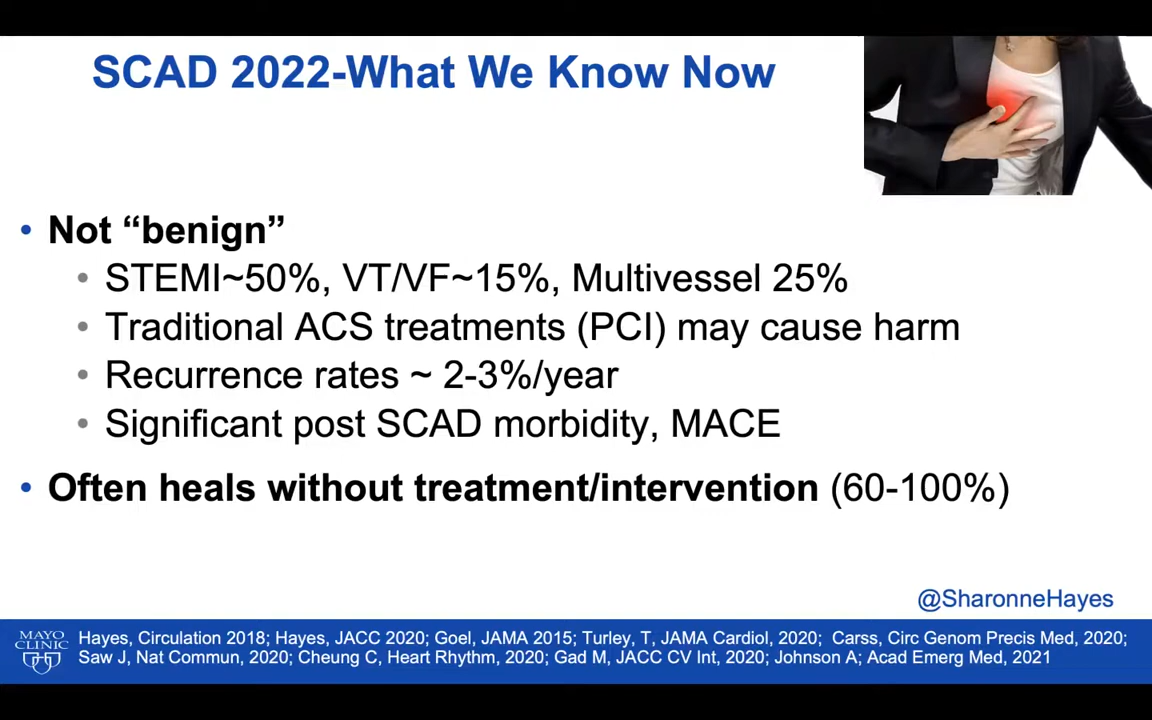 SCAD 2022-What We Know Now
• Not “benign”
• STEMI~50%, VT/VF~15%, Multivessel 25%
• Traditional ACS treatments (PCI) may cause harm
• Recurrence rates ~ 2-3%/year
• Significant post SCAD morbidity, MACE
• Often heals without treatment/intervention (60-100%)
@SharonneHayes
MAYO
CLINIC
Hayes, Circulation 2018; Hayes, JACC 2020; Goel, JAMA 2015; Turley, T, JAMA Cardiol, 2020; Carss, Circ Genom Precis Med, 2020;
Saw J, Nat Commun, 2020; Cheung C, Heart Rhythm, 2020; Gad M, JACC CV Int, 2020; Johnson A; Acad Emerg Med, 2021